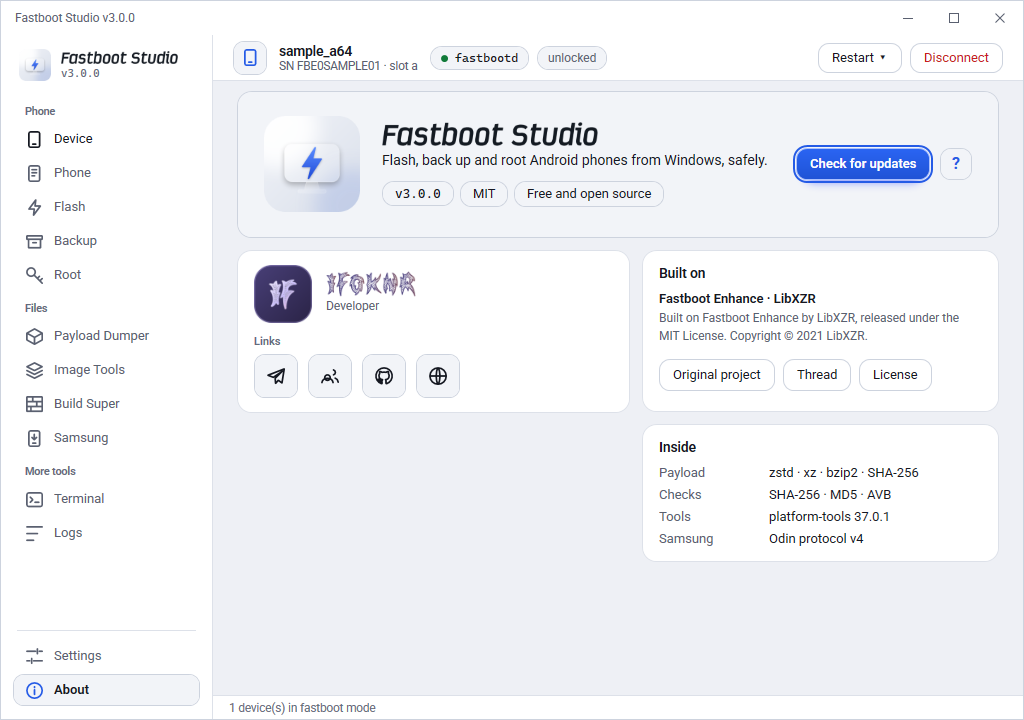 Fastboot Studio v3.0.0
Fastboot Studio
v3.0.0
Phone
Device
Phone
Flash
Backup
Root
Files
Payload Dumper
Image Tools
Build Super
Samsung
More tools
Terminal
Logs
Settings
About
sample_a64
SN FBE0SAMPLE01 · slot a
fastbootd
unlocked
Restart
Disconnect
Fastboot Studio
Flash, back up and root Android phones from Windows, safely.
v3.0.0
MIT
Free and open source
Check for updates
?
IF
IFOKNR
Developer
Links
Built on
Fastboot Enhance · LibXZR
Built on Fastboot Enhance by LibXZR, released under the
MIT License. Copyright © 2021 LibXZR.
Original project
Thread
License
Inside
Payload zstd · xz · bzip2 · SHA-256
Checks SHA-256 · MD5 · AVB
Tools platform-tools 37.0.1
Samsung Odin protocol v4
1 device(s) in fastboot mode